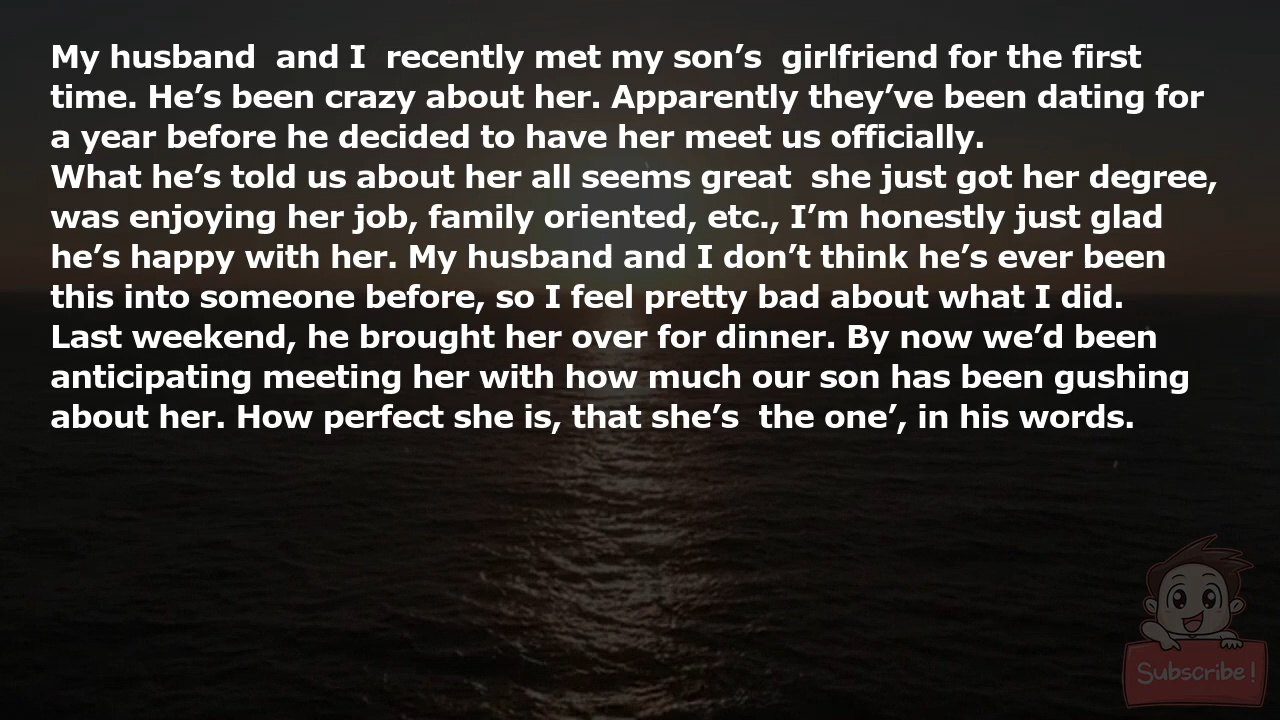 My husband  and I  recently met my son’s  girlfriend for the first
time. He’s been crazy about her. Apparently they’ve been dating for
a year before he decided to have her meet us officially.
What he’s told us about her all seems great  she just got her degree,
was enjoying her job, family oriented, etc., I’m honestly just glad
he’s happy with her. My husband and I don’t think he’s ever been
this into someone before, so I feel pretty bad about what I did.
Last weekend, he brought her over for dinner. By now we’d been
anticipating meeting her with how much our son has been gushing
about her. How perfect she is, that she’s  the one’, in his words.
Subscribe!